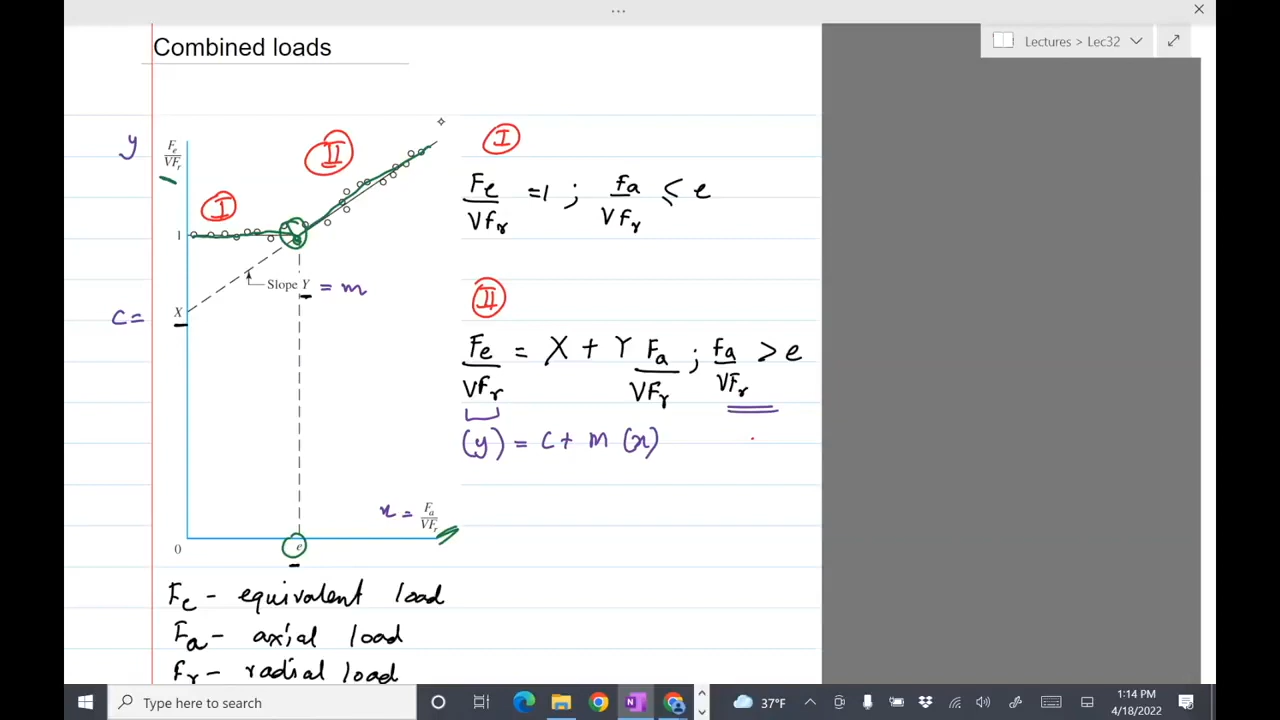 ...
Lectures > Lec32
Combined loads
y
Fe
VFr
II
I
1
Slope Y = m
c = X
x = Fa
VFr
0
e
I
Fe/VFr = 1 ; Fa/VFr ≤ e
II
Fe/VFr = X + Y Fa/VFr ; Fa/VFr > e
(y) = c + m (x)
Fe - equivalent load
Fa - axial load
Fr - radial load
Type here to search
37°F
1:14 PM
4/18/2022